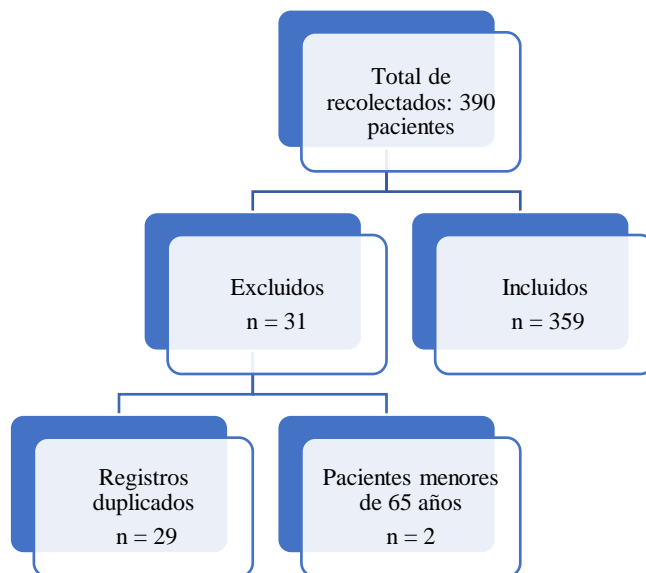 Total de
recolectados: 390
pacientes
Excluidos
n = 31
Incluidos
n = 359
Registros
duplicados
n = 29
Pacientes menores
de 65 años
n = 2